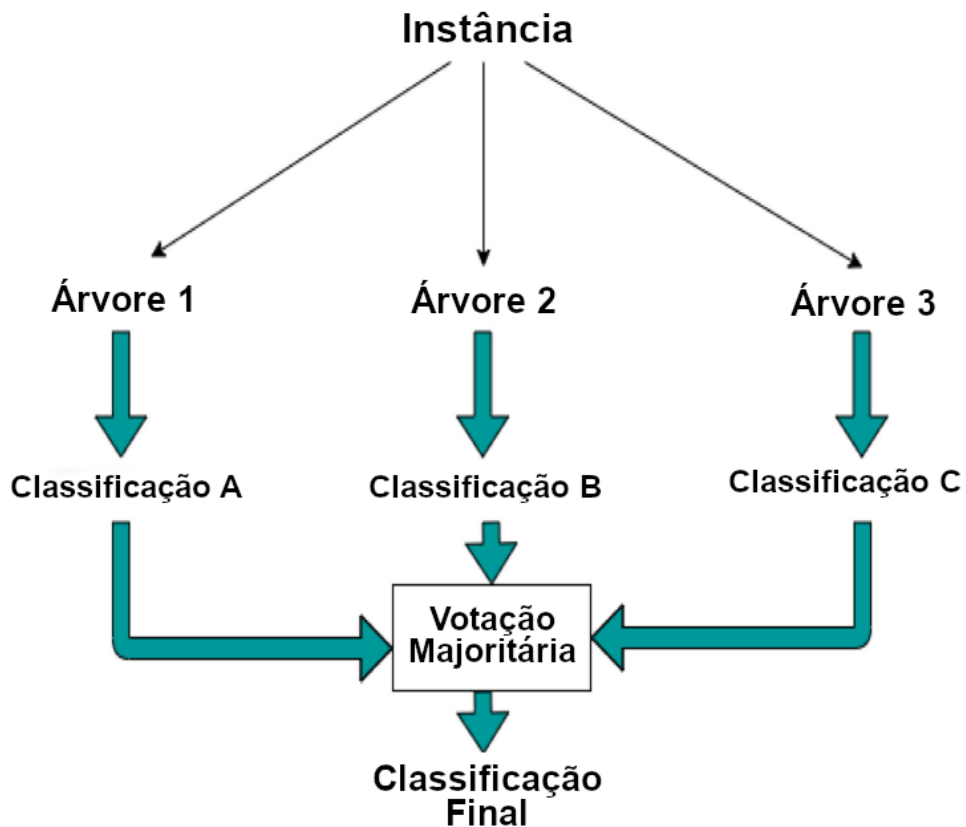 Instância
Árvore 1
Árvore 2
Árvore 3
Classificação A
Classificação B
Classificação C
Votação
Majoritária
Classificação
Final